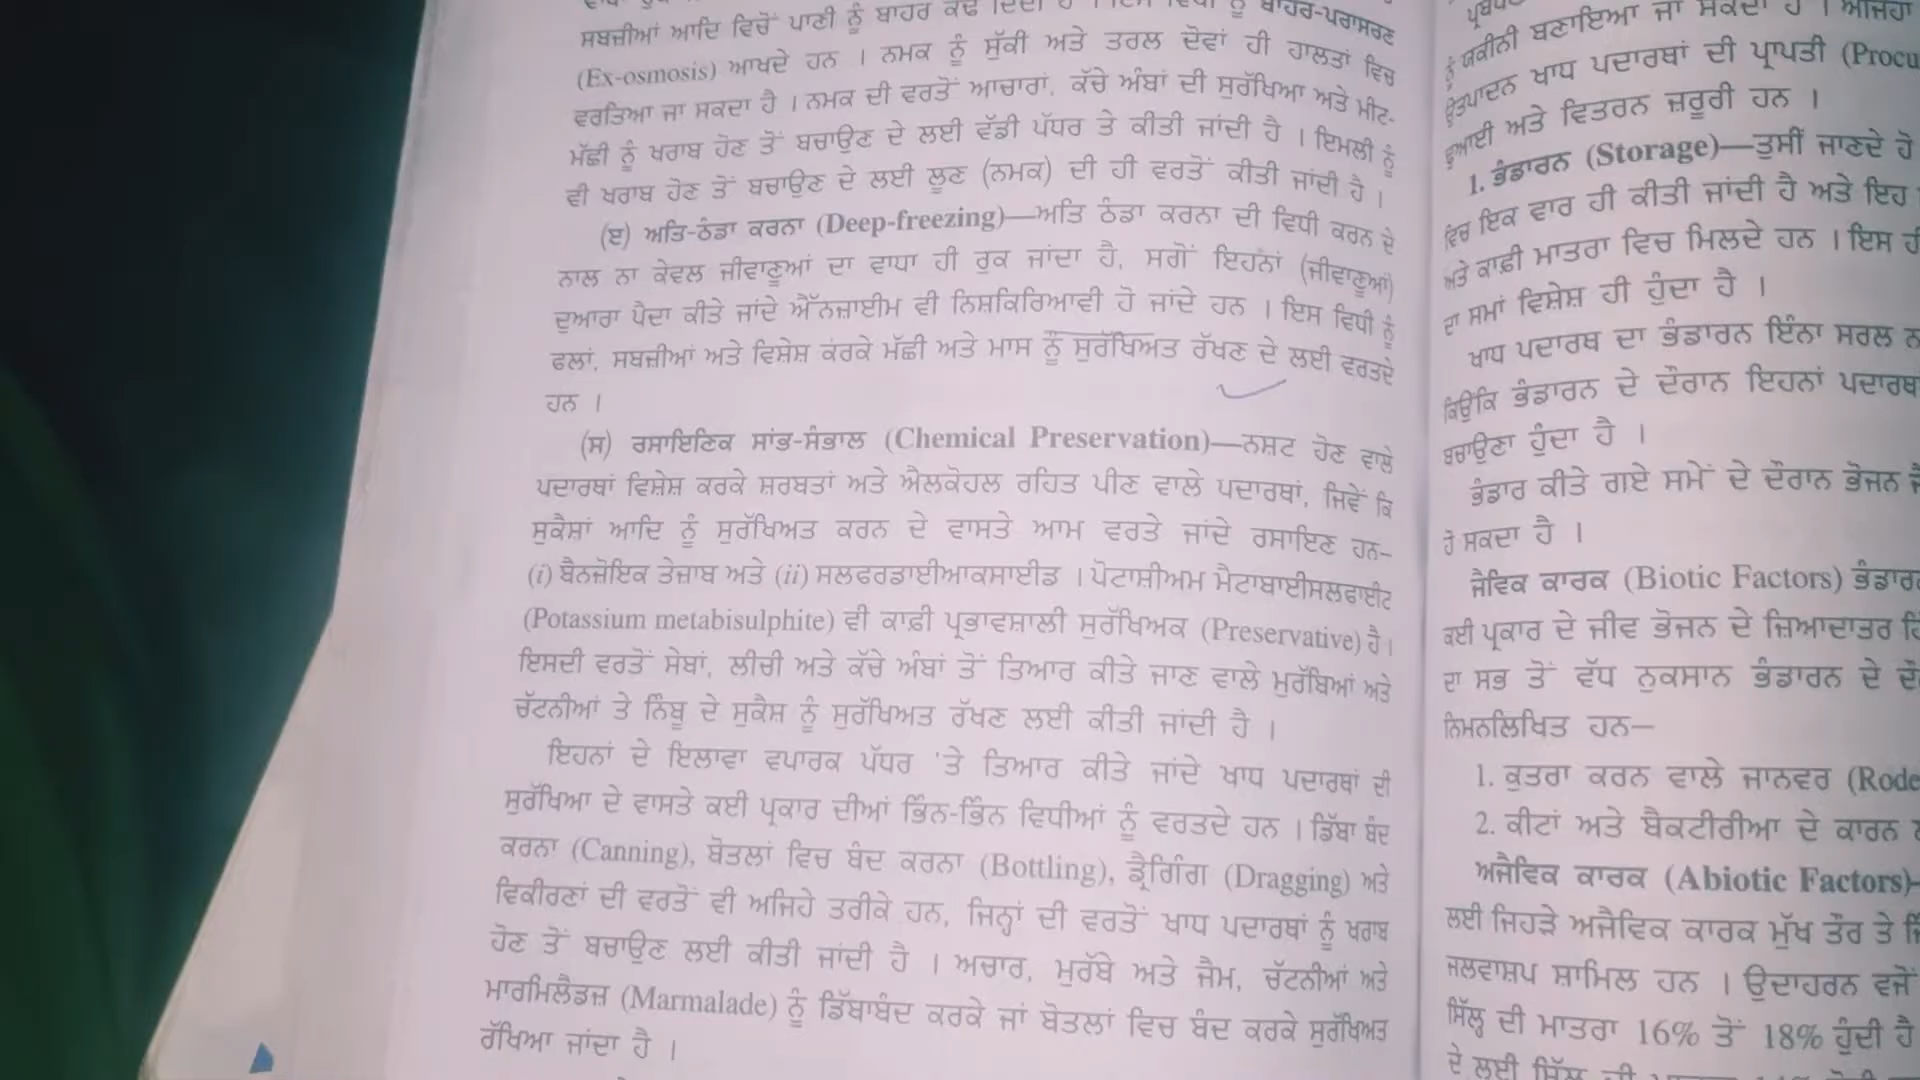 ਸਬਜ਼ੀਆਂ ਆਦਿ ਵਿਚੋਂ ਪਾਣੀ ਨੂੰ ਬਾਹਰ ਕੱਢ ਦਿੰਦੀ ਹੈ । ਇਸ ਵਿਧੀ ਨੂੰ ਬਾਹਰ-ਪਰਾਸਰਣ
(Ex-osmosis) ਆਖਦੇ ਹਨ । ਨਮਕ ਨੂੰ ਸੁੱਕੀ ਅਤੇ ਤਰਲ ਦੋਵਾਂ ਹੀ ਹਾਲਤਾਂ ਵਿਚ
ਵਰਤਿਆ ਜਾ ਸਕਦਾ ਹੈ । ਨਮਕ ਦੀ ਵਰਤੋਂ ਆਚਾਰਾਂ, ਕੱਚੇ ਅੰਬਾਂ ਦੀ ਸੁਰੱਖਿਆ ਅਤੇ ਮੀਟ-
ਮੱਛੀ ਨੂੰ ਖਰਾਬ ਹੋਣ ਤੋਂ ਬਚਾਉਣ ਦੇ ਲਈ ਵੱਡੀ ਪੱਧਰ ਤੇ ਕੀਤੀ ਜਾਂਦੀ ਹੈ । ਇਮਲੀ ਨੂੰ
ਵੀ ਖਰਾਬ ਹੋਣ ਤੋਂ ਬਚਾਉਣ ਦੇ ਲਈ ਲੂਣ (ਨਮਕ) ਦੀ ਹੀ ਵਰਤੋਂ ਕੀਤੀ ਜਾਂਦੀ ਹੈ ।
(ੲ) ਅਤਿ-ਠੰਡਾ ਕਰਨਾ (Deep-freezing)—ਅਤਿ ਠੰਡਾ ਕਰਨਾ ਦੀ ਵਿਧੀ ਕਰਨ ਦੇ
ਨਾਲ ਨਾ ਕੇਵਲ ਜੀਵਾਣੂਆਂ ਦਾ ਵਾਧਾ ਹੀ ਰੁਕ ਜਾਂਦਾ ਹੈ, ਸਗੋਂ ਇਹਨਾਂ (ਜੀਵਾਣੂਆਂ)
ਦੁਆਰਾ ਪੈਦਾ ਕੀਤੇ ਜਾਂਦੇ ਐੱਨਜ਼ਾਈਮ ਵੀ ਨਿਸ਼ਕਿਰਿਆਵੀ ਹੋ ਜਾਂਦੇ ਹਨ । ਇਸ ਵਿਧੀ ਨੂੰ
ਫਲਾਂ, ਸਬਜ਼ੀਆਂ ਅਤੇ ਵਿਸ਼ੇਸ਼ ਕਰਕੇ ਮੱਛੀ ਅਤੇ ਮਾਸ ਨੂੰ ਸੁਰੱਖਿਅਤ ਰੱਖਣ ਦੇ ਲਈ ਵਰਤਦੇ
ਹਨ ।
(ਸ) ਰਸਾਇਣਿਕ ਸਾਂਭ-ਸੰਭਾਲ (Chemical Preservation)—ਨਸ਼ਟ ਹੋਣ ਵਾਲੇ
ਪਦਾਰਥਾਂ ਵਿਸ਼ੇਸ਼ ਕਰਕੇ ਸ਼ਰਬਤਾਂ ਅਤੇ ਐਲਕੋਹਲ ਰਹਿਤ ਪੀਣ ਵਾਲੇ ਪਦਾਰਥਾਂ, ਜਿਵੇਂ ਕਿ
ਸੁਕੈਸ਼ਾਂ ਆਦਿ ਨੂੰ ਸੁਰੱਖਿਅਤ ਕਰਨ ਦੇ ਵਾਸਤੇ ਆਮ ਵਰਤੇ ਜਾਂਦੇ ਰਸਾਇਣ ਹਨ–
(i) ਬੈਨਜ਼ੋਇਕ ਤੇਜ਼ਾਬ ਅਤੇ (ii) ਸਲਫਰਡਾਈਆਕਸਾਈਡ । ਪੋਟਾਸ਼ੀਅਮ ਮੈਟਾਬਾਈਸਲਫਾਈਟ
(Potassium metabisulphite) ਵੀ ਕਾਫ਼ੀ ਪ੍ਰਭਾਵਸ਼ਾਲੀ ਸੁਰੱਖਿਅਕ (Preservative) ਹੈ ।
ਇਸਦੀ ਵਰਤੋਂ ਸੇਬਾਂ, ਲੀਚੀ ਅਤੇ ਕੱਚੇ ਅੰਬਾਂ ਤੋਂ ਤਿਆਰ ਕੀਤੇ ਜਾਣ ਵਾਲੇ ਮੁਰੱਬਿਆਂ ਅਤੇ
ਚੱਟਨੀਆਂ ਤੇ ਨਿੰਬੂ ਦੇ ਸੁਕੈਸ਼ ਨੂੰ ਸੁਰੱਖਿਅਤ ਰੱਖਣ ਲਈ ਕੀਤੀ ਜਾਂਦੀ ਹੈ ।
ਇਹਨਾਂ ਦੇ ਇਲਾਵਾ ਵਪਾਰਕ ਪੱਧਰ 'ਤੇ ਤਿਆਰ ਕੀਤੇ ਜਾਂਦੇ ਖਾਧ ਪਦਾਰਥਾਂ ਦੀ
ਸੁਰੱਖਿਆ ਦੇ ਵਾਸਤੇ ਕਈ ਪ੍ਰਕਾਰ ਦੀਆਂ ਭਿੰਨ-ਭਿੰਨ ਵਿਧੀਆਂ ਨੂੰ ਵਰਤਦੇ ਹਨ । ਡਿੱਬਾ ਬੰਦ
ਕਰਨਾ (Canning), ਬੋਤਲਾਂ ਵਿਚ ਬੰਦ ਕਰਨਾ (Bottling), ਡ੍ਰੈਗਿੰਗ (Dragging) ਅਤੇ
ਵਿਕੀਰਣਾਂ ਦੀ ਵਰਤੋਂ ਵੀ ਅਜਿਹੇ ਤਰੀਕੇ ਹਨ, ਜਿਨ੍ਹਾਂ ਦੀ ਵਰਤੋਂ ਖਾਧ ਪਦਾਰਥਾਂ ਨੂੰ ਖਰਾਬ
ਹੋਣ ਤੋਂ ਬਚਾਉਣ ਲਈ ਕੀਤੀ ਜਾਂਦੀ ਹੈ । ਅਚਾਰ, ਮੁਰੱਬੇ ਅਤੇ ਜੈਮ, ਚੱਟਨੀਆਂ ਅਤੇ
ਮਾਰਮਿਲੈਡਜ਼ (Marmalade) ਨੂੰ ਡਿੱਬਾਬੰਦ ਕਰਕੇ ਜਾਂ ਬੋਤਲਾਂ ਵਿਚ ਬੰਦ ਕਰਕੇ ਸੁਰੱਖਿਅਤ
ਰੱਖਿਆ ਜਾਂਦਾ ਹੈ ।
ਨੂੰ ਯਕੀਨੀ ਬਣਾਇਆ ਜਾ ਸਕਦਾ ਹੈ । ਅਜਿਹਾ
ਉਤਪਾਦਨ ਖਾਧ ਪਦਾਰਥਾਂ ਦੀ ਪ੍ਰਾਪਤੀ (Procu
ਢੁਆਈ ਅਤੇ ਵਿਤਰਨ ਜ਼ਰੂਰੀ ਹਨ ।
1. ਭੰਡਾਰਨ (Storage)—ਤੁਸੀਂ ਜਾਣਦੇ ਹੋ
ਵਿਚ ਇਕ ਵਾਰ ਹੀ ਕੀਤੀ ਜਾਂਦੀ ਹੈ ਅਤੇ ਇਹ
ਅਤੇ ਕਾਫ਼ੀ ਮਾਤਰਾ ਵਿਚ ਮਿਲਦੇ ਹਨ । ਇਸ
ਦਾ ਸਮਾਂ ਵਿਸ਼ੇਸ਼ ਹੀ ਹੁੰਦਾ ਹੈ ।
ਖਾਧ ਪਦਾਰਥ ਦਾ ਭੰਡਾਰਨ ਇੰਨਾ ਸਰਲ
ਕਿਉਂਕਿ ਭੰਡਾਰਨ ਦੇ ਦੌਰਾਨ ਇਹਨਾਂ ਪਦਾਰਥ
ਬਚਾਉਣਾ ਹੁੰਦਾ ਹੈ ।
ਭੰਡਾਰ ਕੀਤੇ ਗਏ ਸਮੇਂ ਦੇ ਦੌਰਾਨ ਭੋਜਨ
ਹੋ ਸਕਦਾ ਹੈ ।
ਜੈਵਿਕ ਕਾਰਕ (Biotic Factors) ਭੰਡਾਰ
ਕਈ ਪ੍ਰਕਾਰ ਦੇ ਜੀਵ ਭੋਜਨ ਦੇ ਜ਼ਿਆਦਾਤਰ
ਦਾ ਸਭ ਤੋਂ ਵੱਧ ਨੁਕਸਾਨ ਭੰਡਾਰਨ ਦੇ
ਨਿਮਨਲਿਖਿਤ ਹਨ—
1. ਕੁਤਰਾ ਕਰਨ ਵਾਲੇ ਜਾਨਵਰ (Rode
2. ਕੀਟਾਂ ਅਤੇ ਬੈਕਟੀਰੀਆ ਦੇ ਕਾਰਨ
ਅਜੈਵਿਕ ਕਾਰਕ (Abiotic Factors)–
ਲਈ ਜਿਹੜੇ ਅਜੈਵਿਕ ਕਾਰਕ ਮੁੱਖ ਤੌਰ ਤੇ
ਜਲਵਾਸ਼ਪ ਸ਼ਾਮਿਲ ਹਨ । ਉਦਾਹਰਨ ਵਜੋਂ
ਸਿੱਲ੍ਹ ਦੀ ਮਾਤਰਾ 16% ਤੋਂ 18% ਹੁੰਦੀ ਹੈ